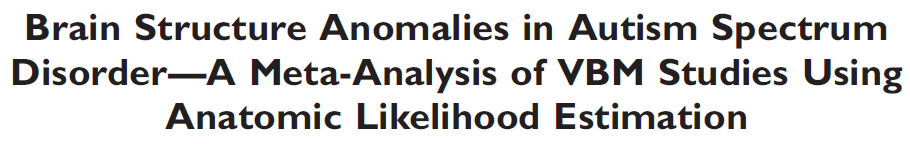 Brain Structure Anomalies in Autism Spectrum
Disorder—A Meta-Analysis of VBM Studies Using
Anatomic Likelihood Estimation